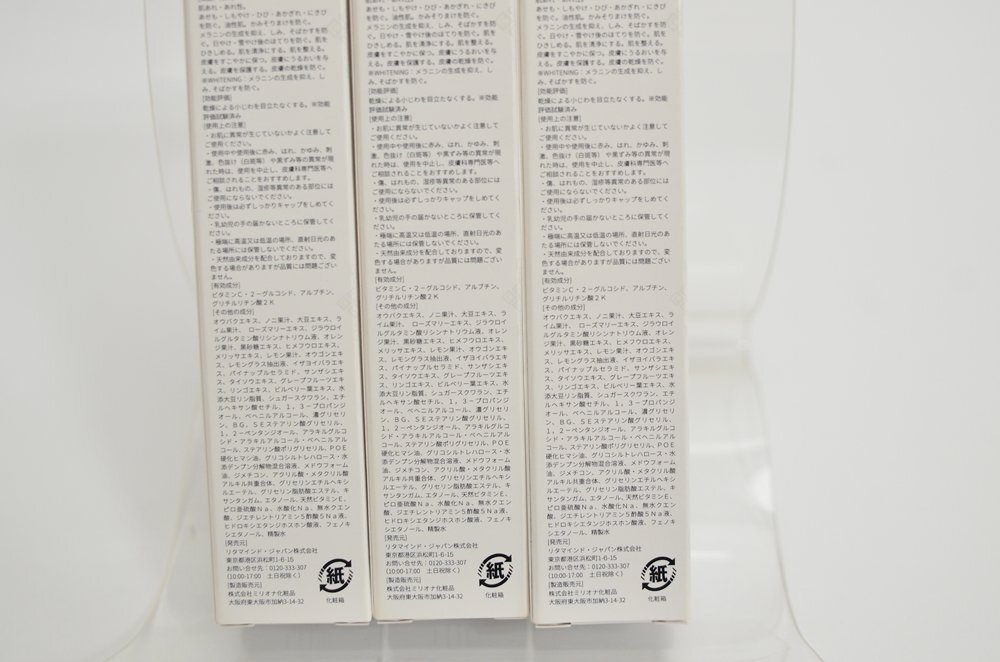 肌あれ・あれ性。
あせも・しもやけ・ひび・あかぎれ・にきび
を防ぐ。油性肌。かみそりまけを防ぐ。
メラニンの生成を抑え、しみ、そばかすを防
ぐ。日やけ・雪やけ後のほてりを防ぐ。肌を
ひきしめる。肌を清浄にする。肌を整える。
皮膚をすこやかに保つ。皮膚にうるおいを与
える。皮膚を保護する。皮膚の乾燥を防ぐ。
※WHITENING：メラニンの生成を抑え、し
み、そばかすを防ぐ。
[効能評価]
乾燥による小じわを目立たなくする。※効能
評価試験済み
[使用上の注意]
・お肌に異常が生じていないかよく注意して
ご使用ください。
・使用中や使用後に赤み、はれ、かゆみ、刺
激、色抜け（白斑等）や黒ずみ等の異常が現
れた時は、使用を中止し、皮膚科専門医等へ
ご相談されることをおすすめします。
・傷、はれもの、湿疹等異常のある部位には
ご使用にならないでください。
・使用後は必ずしっかりキャップをしめてく
ださい。
・乳幼児の手の届かないところに保管してく
ださい。
・極端に高温又は低温の場所、直射日光のあ
たる場所には保管しないでください。
・天然由来成分を配合しておりますので、変
色する場合がありますが品質には問題ござい
ません。
[有効成分]
ビタミンC・２－グルコシド、アルブチン、
グリチルリチン酸２K
[その他の成分]
オウバクエキス、ノニ果汁、大豆エキス、ラ
イム果汁、ローズマリーエキス、ジラウロイ
ルグルタミン酸リシンナトリウム液、オレン
ジ果汁、黒砂糖エキス、ヒメフウロエキス、
メリッサエキス、レモン果汁、オウゴンエキ
ス、レモングラス抽出液、イザヨイバラエキ
ス、パイナップルセラミド、サンザシエキ
ス、タイソウエキス、グレープフルーツエキ
ス、リンゴエキス、ビルベリー葉エキス、水
添大豆リン脂質、シュガースクワラン、エチ
ルヘキサン酸セチル、１，３－プロパンジ
オール、ベヘニルアルコール、濃グリセリ
ン、ＢＧ、ＳＥステアリン酸グリセリル、
１，２－ペンタンジオール、アラキルグルコ
シド・アラキルアルコール・ベヘニルアル
コール、ステアリン酸ポリグリセリル、ＰＯＥ
硬化ヒマシ油、グリコシルトレハロース・水
添デンプン分解物混合溶液、メドウフォーム
油、ジメチコン、アクリル酸・メタクリル酸
アルキル共重合体、グリセリンエチルヘキシ
ルエーテル、グリセリン脂肪酸エステル、キ
サンタンガム、エタノール、天然ビタミンE、
ピロ亜硫酸Ｎａ、水酸化Ｎａ、無水クエン
酸、ジエチレントリアミン５酢酸５Ｎａ液、
ヒドロキシエタンジホスホン酸液、フェノキ
シエタノール、精製水
[発売元]
リタマインド・ジャパン株式会社
東京都港区浜松町1-6-15
お問い合せ先：0120-333-307
(10:00-17:00　土日祝除く)
[製造販売元]
株式会社ミリオナ化粧品
大阪府東大阪市加納3-14-32
紙
化粧箱